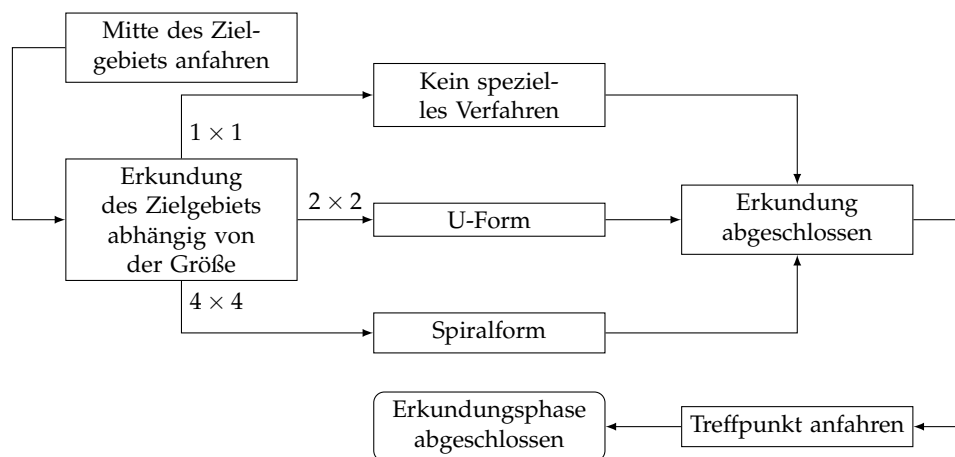 Mitte des Ziel-
gebiets anfahren
Kein speziel-
les Verfahren
1 × 1
Erkundung
des Zielgebiets
abhängig von
der Größe
2 × 2
U-Form
Erkundung
abgeschlossen
4 × 4
Spiralform
Erkundungsphase
abgeschlossen
Treffpunkt anfahren